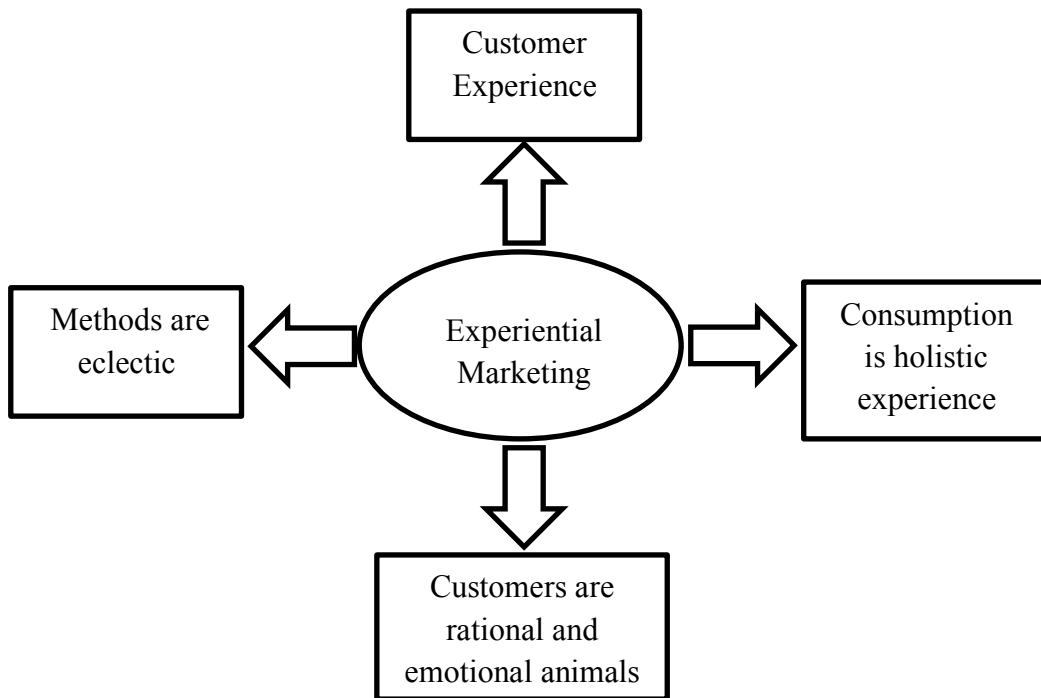 Customer
Experience
Methods are
eclectic
Experiential
Marketing
Consumption
is holistic
experience
Customers are
rational and
emotional animals